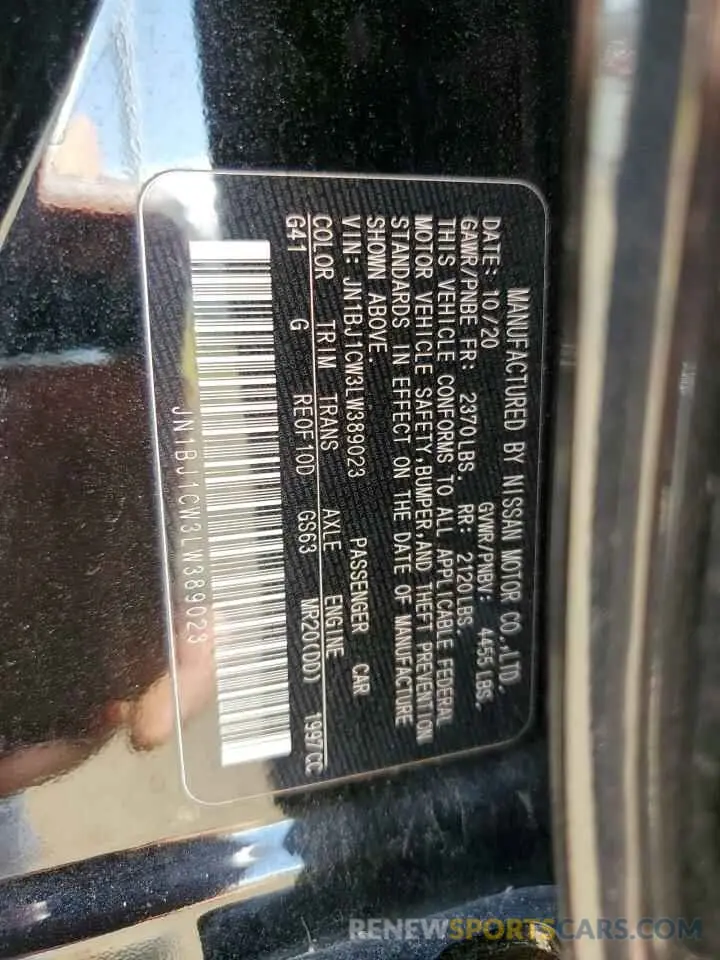 MANUFACTURED BY NISSAN MOTOR CO.,LTD.
DATE: 10/20 GVWR/PNBV: 4455 LBS.
GAWR/PNBE FR: 2370LBS. RR: 2120LBS.
THIS VEHICLE CONFORMS TO ALL APPLICABLE FEDERAL
MOTOR VEHICLE SAFETY,BUMPER,AND THEFT PREVENTION
STANDARDS IN EFFECT ON THE DATE OF MANUFACTURE
SHOWN ABOVE.
VIN: JN1BJ1CW3LW389023 PASSENGER CAR
COLOR TRIM TRANS AXLE ENGINE
G41 G RE0F10D GS63 MR20(DD) 1997CC
JN1BJ1CW3LW389023
RENEWSPORTSCARS.COM